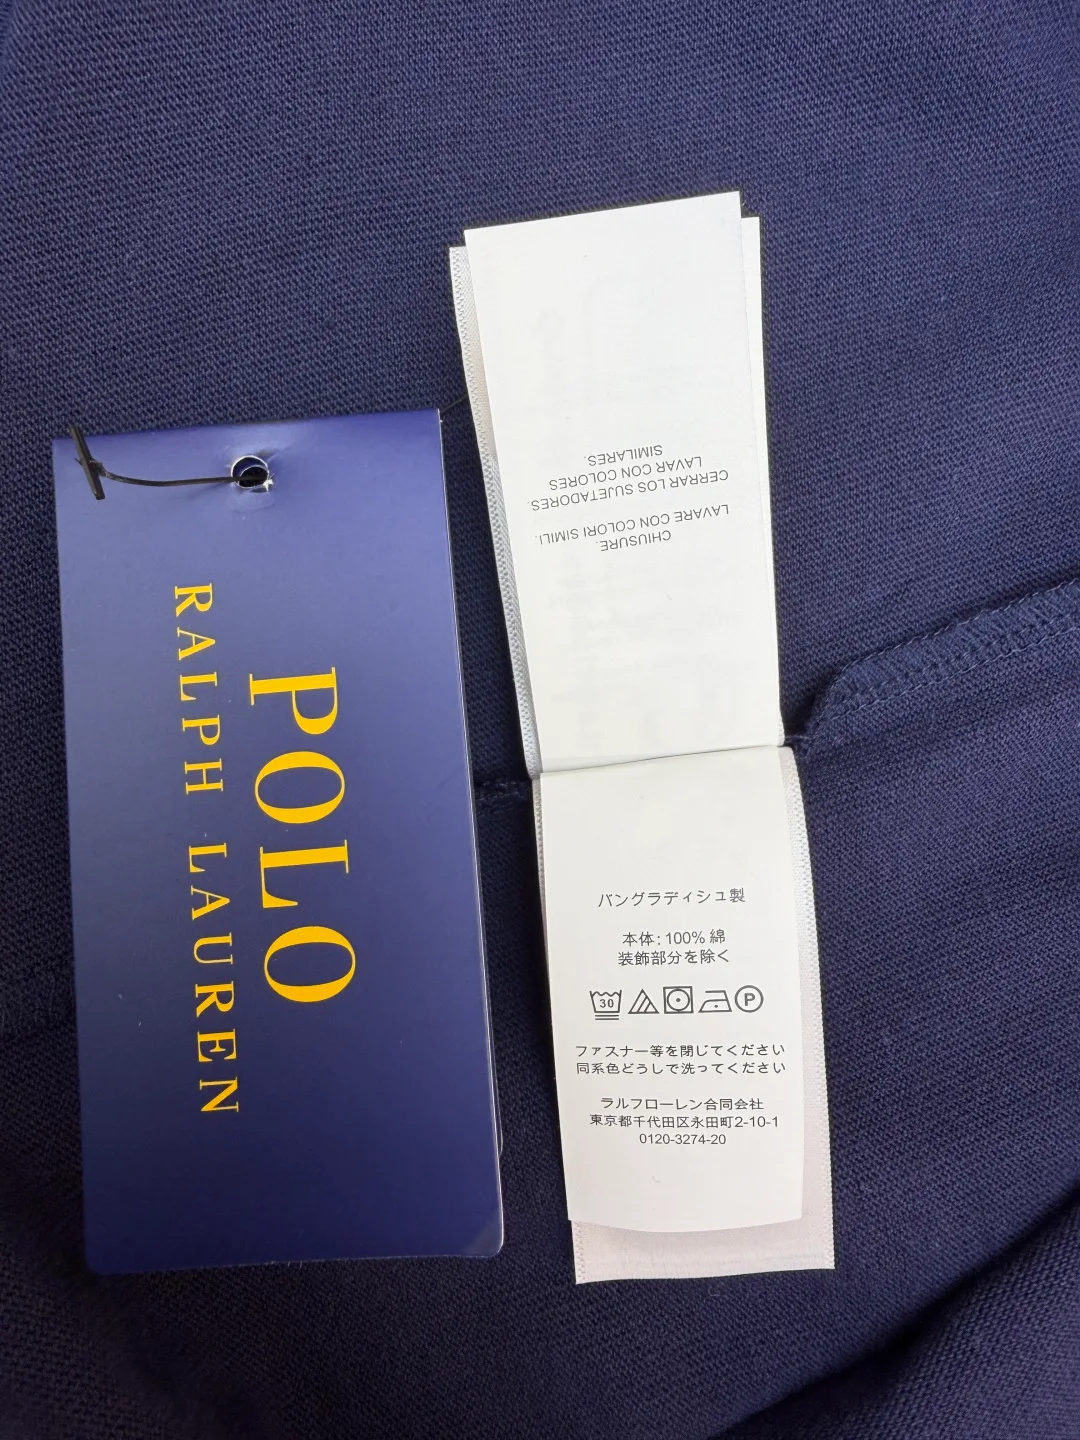 POLO
RALPH LAUREN
CHIUSURE.
LAVARE CON COLORI SIMILI.
CERRAR LOS SUJETADORES.
LAVAR CON COLORES
SIMILARES.
バングラディシュ製
本体: 100% 綿
装飾部分を除く
30 P
ファスナー等を閉じてください
同系色どうしで洗ってください
ラルフローレン合同会社
東京都千代田区永田町2-10-1
0120-3274-20